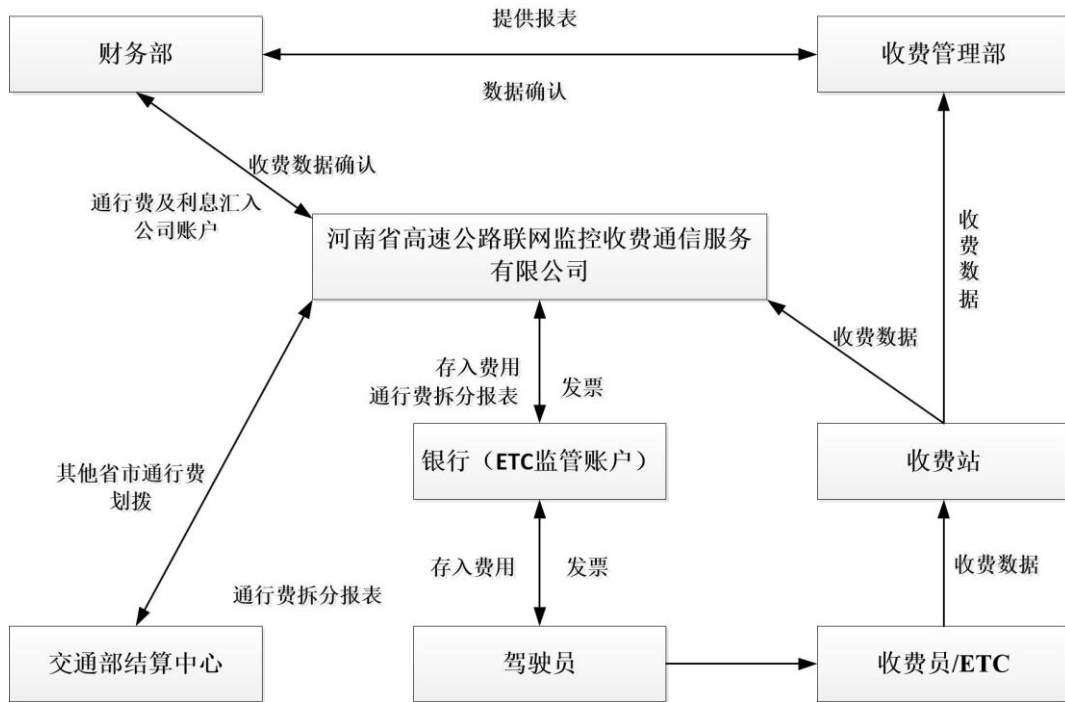 提供报表
财务部
收费管理部
数据确认
收费数据确认
通行费及利息汇入
公司账户
河南省高速公路联网监控收费通信服务
有限公司
收费数据
收费数据
存入费用
通行费拆分报表
发票
银行（ETC监管账户）
收费站
其他省市通行费
划拨
存入费用
发票
收费数据
通行费拆分报表
交通部结算中心
驾驶员
收费员/ETC